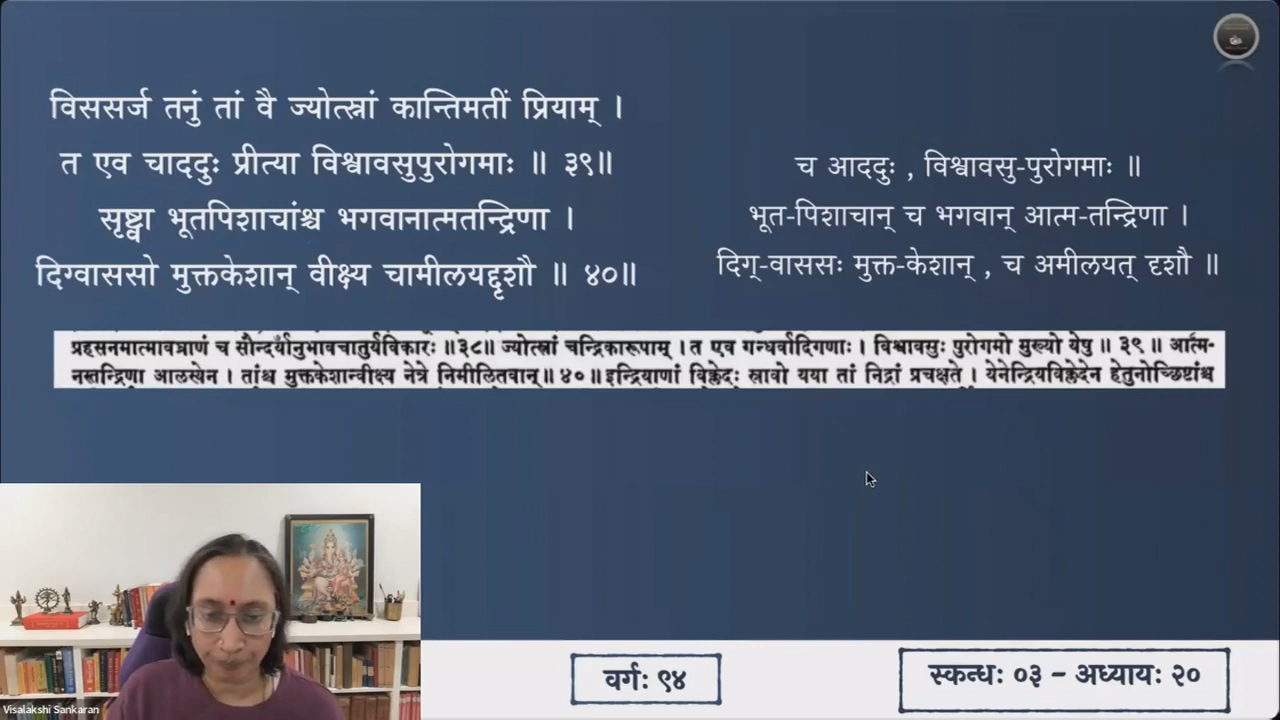 विससर्ज तनुं तां वै ज्योत्स्नां कान्तिमतीं प्रियाम् ।
त एव चाददुः प्रीत्या विश्वावसुपुरोगमाः ॥ ३९॥
सृष्ट्वा भूतपिशाचांश्च भगवानात्मतन्द्रिणा ।
दिग्वाससो मुक्तकेशान् वीक्ष्य चामीलयद्दृशौ ॥ ४०॥
च आददुः , विश्वावसु-पुरोगमाः ॥
भूत-पिशाचान् च भगवान् आत्म-तन्द्रिणा ।
दिग्-वाससः मुक्त-केशान् , च अमीलयत् दृशौ ॥
प्रहसनमात्मावघ्राणं च सौन्दर्यानुभावचातुर्यविकारः ॥३८॥ ज्योत्स्नां चन्द्रिकारूपाम् । त एव गन्धर्वादिगणाः । विश्वावसुः पुरोगमो मुख्यो येषु ॥ ३९ ॥ आत्म-
नस्तन्द्रिणा आलस्येन । तांश्च मुक्तकेशान्वीक्ष्य नेत्रे निमीलितवान् ॥ ४० ॥ इन्द्रियाणां विक्लेदः स्रावो यया तां निद्रां प्रचक्षते । येनेन्द्रियविक्लेदेन हेतुनोच्छिष्टांश्च
Visalakshi Sankaran
वर्गः ९४
स्कन्धः ०३ – अध्यायः २०